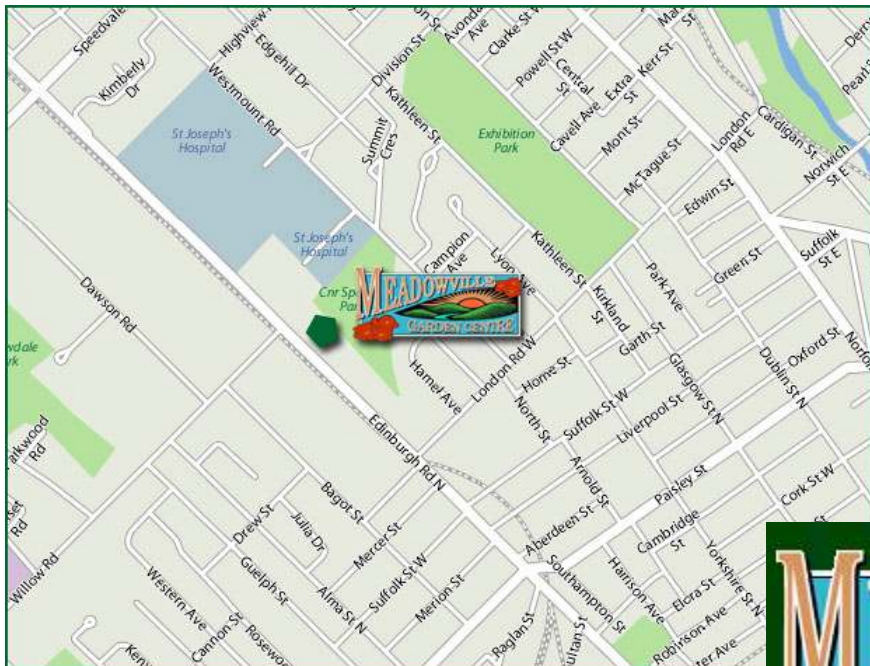 Speedvale
Kimberly
Dr
Highview
Edgehill Dr
Westmount Rd
Division St
Kathleen St
Summit
Cres
St Joseph's
Hospital
St Joseph's
Hospital
Exhibition
Park
Clarke St W
Powell St W
Central
St
Extra
St
Kerr St
Cavell Ave
Mont St
McTague St
Edwin St
London
Rd E
Cardigan St
Norwich
St E
Suffolk
St E
Green St
Park Ave
Kathleen St
Kirkland
St
Garth St
Glasgow St N
Dublin St N
Oxford St
Campion
Ave
Lyon Ave
MEADOWVILLE
GARDEN CENTRE
Dawson Rd
Hamel Ave
London Rd W
Home St
North St
Suffolk St W
Liverpool St
Arnold St
Paisley St
Cork St W
Edinburgh Rd N
Bagot St
Drew St
Julia Dr
Mercer St
Guelph St
Alma St N
Suffolk St W
Merion St
Aberdeen St
Cambridge
St
Southampton St
Harrison Ave
Yorkshire St N
Elora St
Robinson Ave
Raglan St
Willow Rd
Western Ave
Cannon St
M